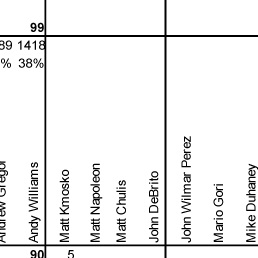 99
89 1418
% 38%
Andrew Gregor
Andy Williams
Matt Kmosko
Matt Napoleon
Matt Chulis
John DeBrito
John Wilmar Perez
Mario Gori
Mike Duhaney
90 5